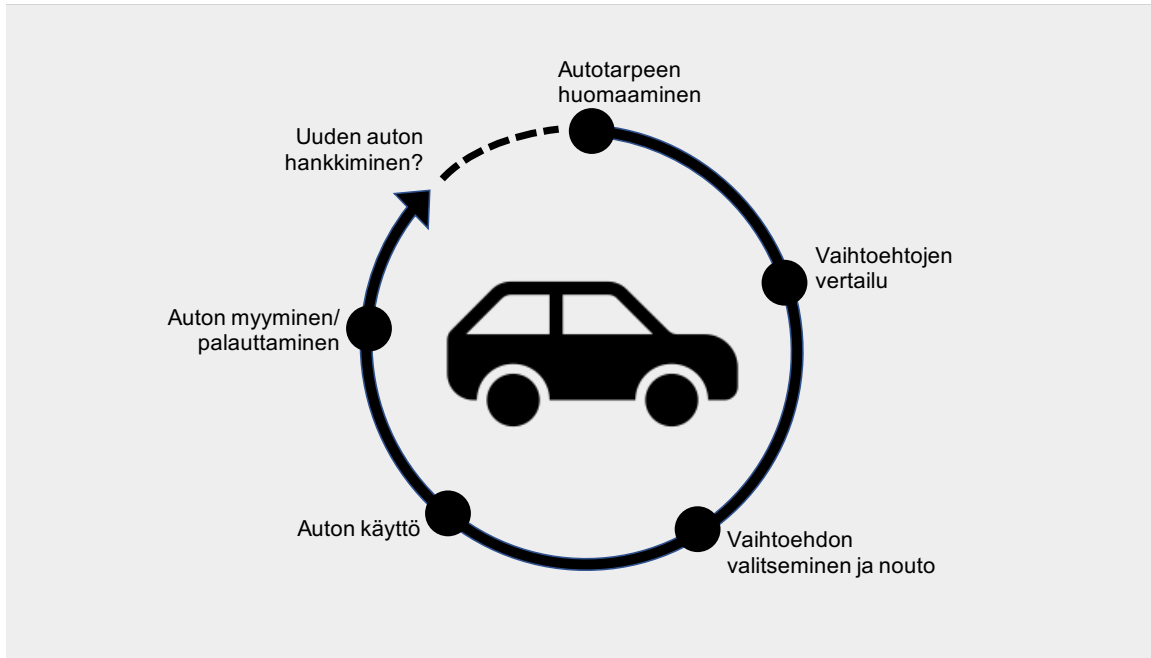 Autotarpeen
huomaaminen
Vaihtoehtojen
vertailu
Vaihtoehdon
valitseminen ja nouto
Auton käyttö
Auton myyminen/
palauttaminen
Uuden auton
hankkiminen?